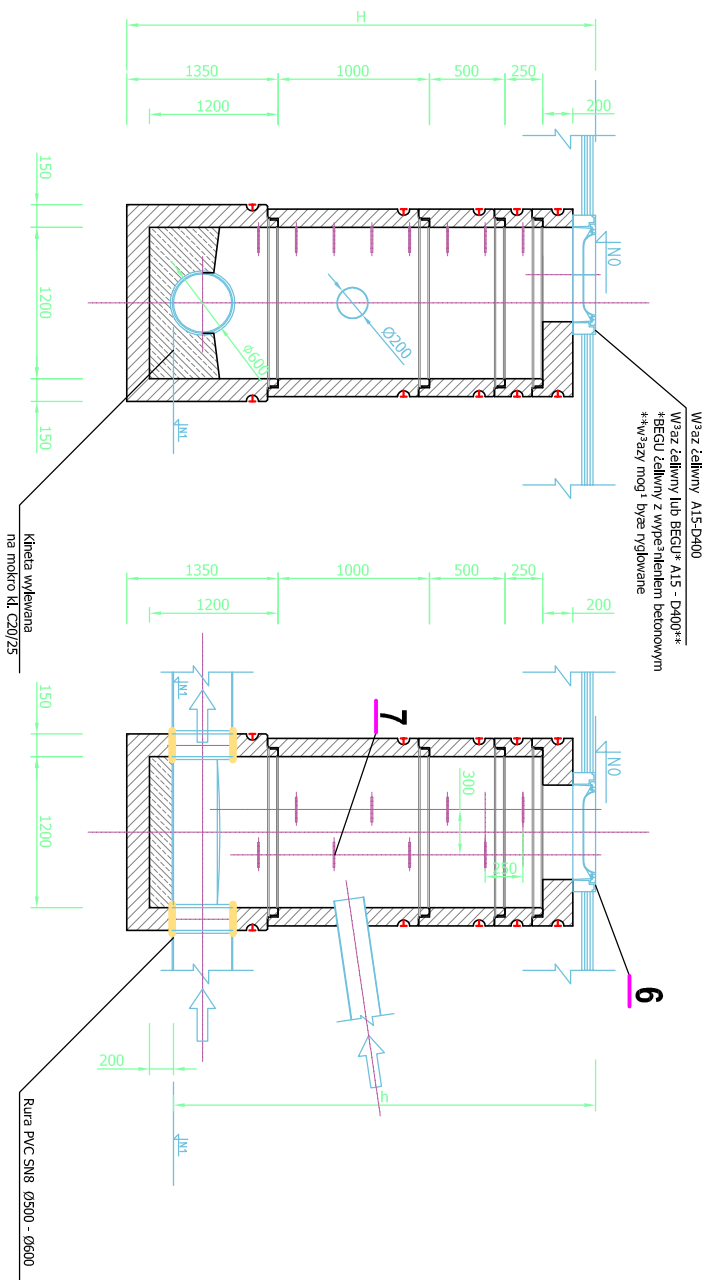 H
1350
1000
500
250
1200
200
150
1200
150
N0
Ø200
ø600
N1
W³az żeliwny A15-D400
W³az żeliwny lub BEGU* A15 - D400**
*BEGU żeliwny z wype³nieniem betonowym
**w³azy mog¹ byæ ryglowane
Kineta wylewana
na mokro kl. C20/25
1350
1000
500
250
1200
200
150
1200
N1
7
N0
300
250
6
200
h
N1
Rura PVC SN8 Ø500 - Ø600